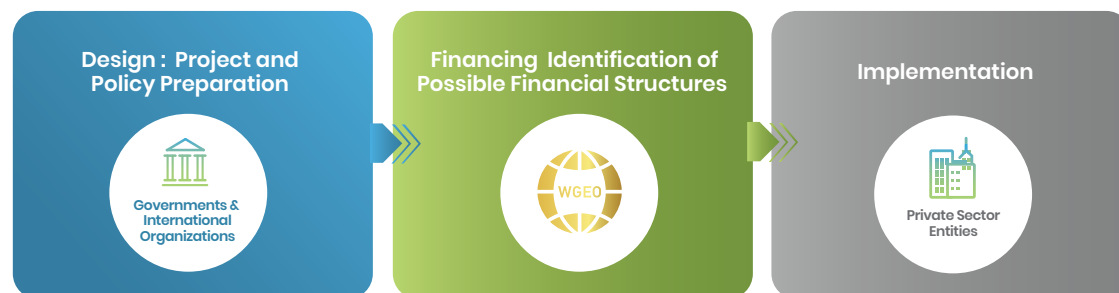 Design : Project and
Policy Preparation
Governments &
International
Organizations
Financing Identification of
Possible Financial Structures
WGEO
Implementation
Private Sector
Entities